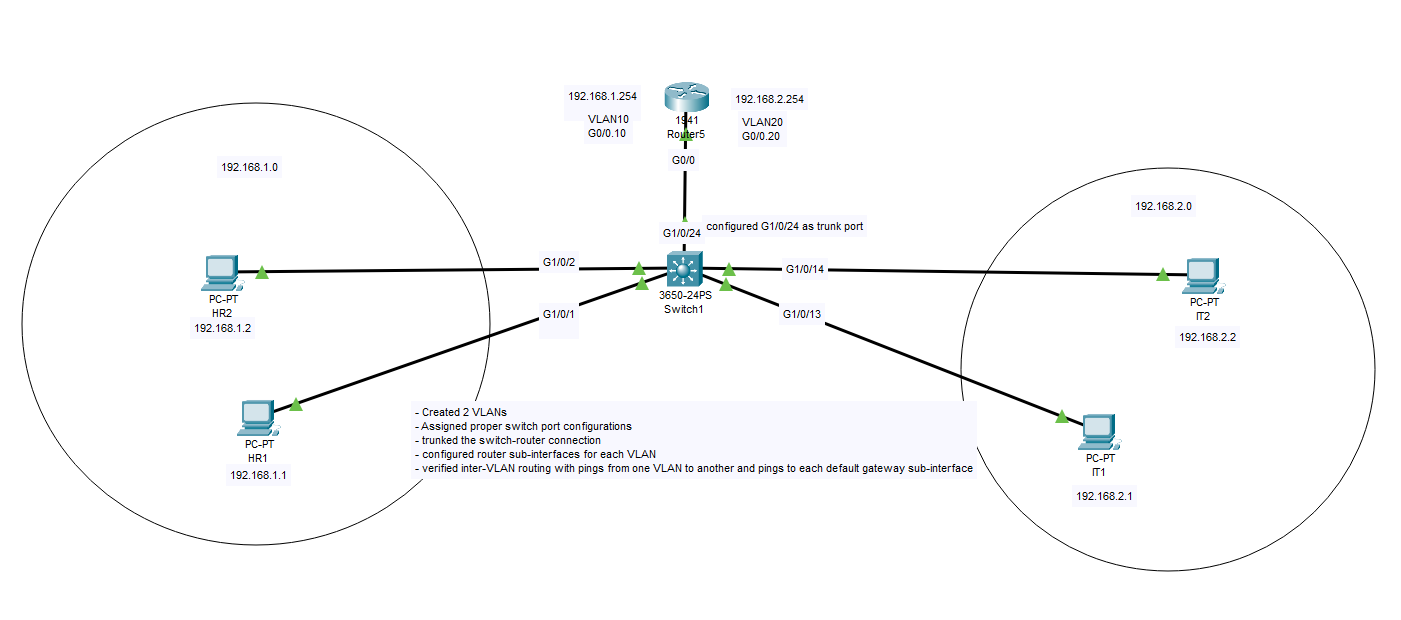 192.168.1.254
VLAN10
G0/0.10
1941
Router5
192.168.2.254
VLAN20
G0/0.20
G0/0
192.168.1.0
192.168.2.0
configured G1/0/24 as trunk port
G1/0/24
G1/0/2
G1/0/14
3650-24PS
Switch1
G1/0/1
G1/0/13
PC-PT
HR2
192.168.1.2
PC-PT
IT2
192.168.2.2
- Created 2 VLANs
- Assigned proper switch port configurations
- trunked the switch-router connection
- configured router sub-interfaces for each VLAN
- verified inter-VLAN routing with pings from one VLAN to another and pings to each default gateway sub-interface
PC-PT
HR1
192.168.1.1
PC-PT
IT1
192.168.2.1